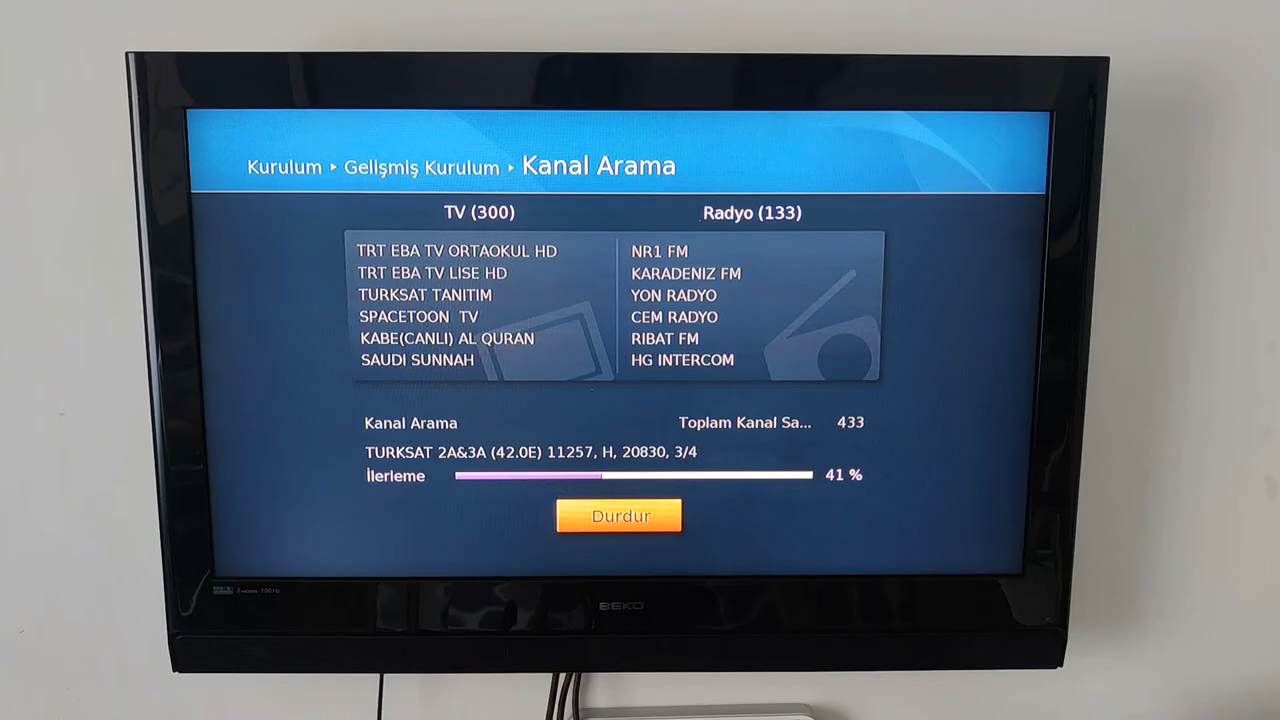 Kurulum ▸ Gelişmiş Kurulum ▸ Kanal Arama
TV (300)
Radyo (133)
TRT EBA TV ORTAOKUL HD
TRT EBA TV LISE HD
TURKSAT TANITIM
SPACETOON TV
KABE(CANLI) AL QURAN
SAUDI SUNNAH
NR1 FM
KARADENIZ FM
YON RADYO
CEM RADYO
RIBAT FM
HG INTERCOM
Kanal Arama
Toplam Kanal Sa... 433
TURKSAT 2A&3A (42.0E) 11257, H, 20830, 3/4
İlerleme 41 %
Durdur
100Hz
BEKO